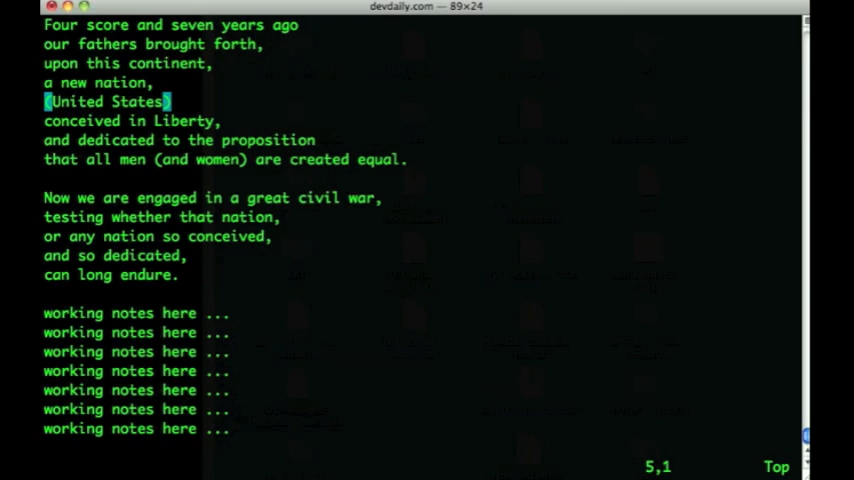 devdaily.com — 89×24
Four score and seven years ago
our fathers brought forth,
upon this continent,
a new nation,
(United States)
conceived in Liberty,
and dedicated to the proposition
that all men (and women) are created equal.
Now we are engaged in a great civil war,
testing whether that nation,
or any nation so conceived,
and so dedicated,
can long endure.
working notes here ...
working notes here ...
working notes here ...
working notes here ...
working notes here ...
working notes here ...
working notes here ...
5,1 Top